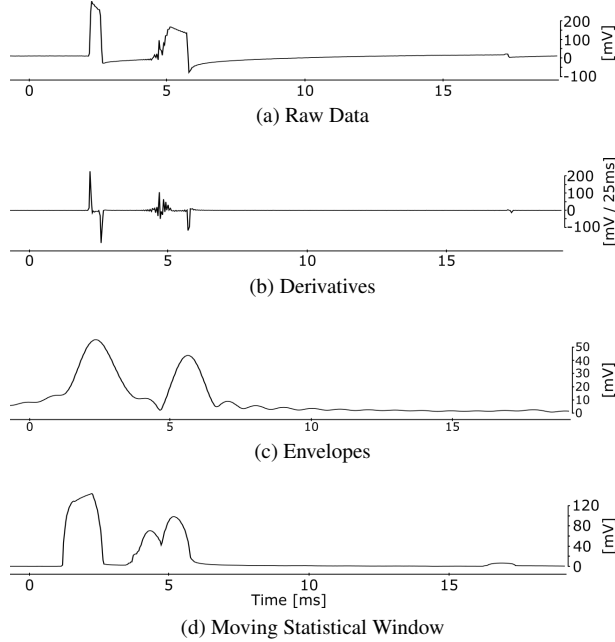 200
100
0
-100
[mV]
0 5 10 15
(a) Raw Data
200
100
0
-100
[mV / 25ms]
0 5 10 15
(b) Derivatives
50
40
30
20
10
0
[mV]
0 5 10 15
(c) Envelopes
120
80
40
0
[mV]
0 5 10 15
Time [ms]
(d) Moving Statistical Window